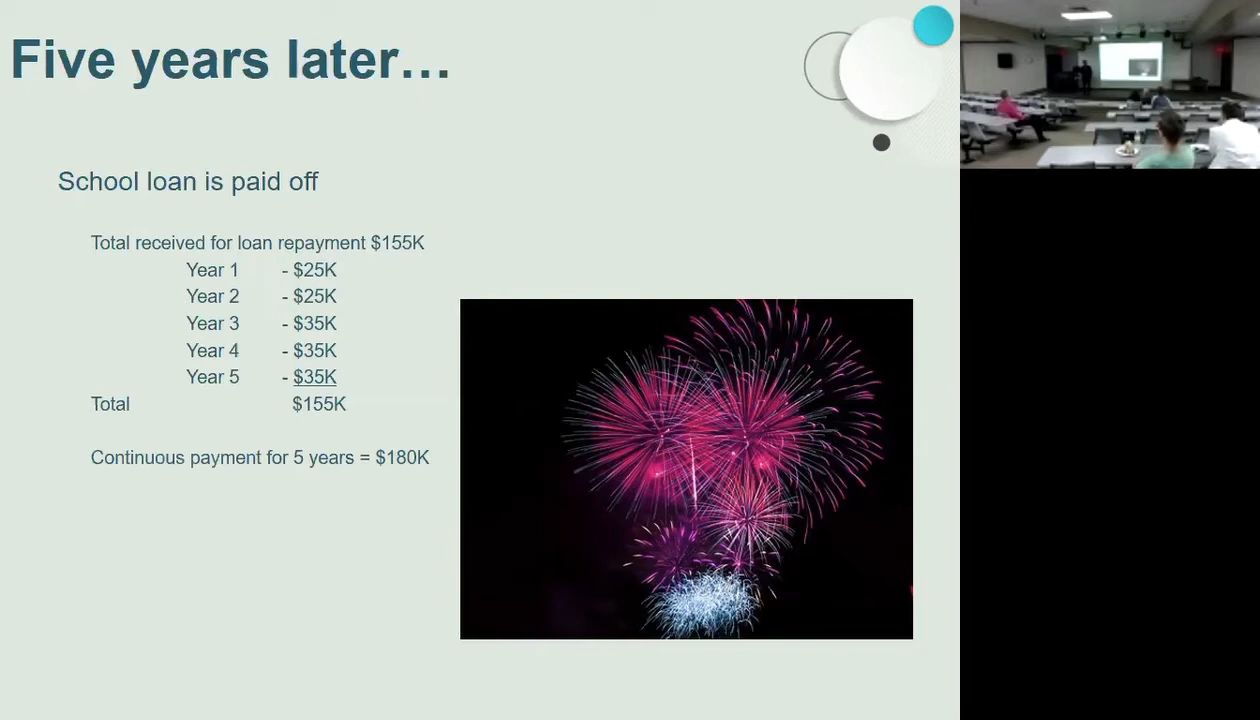 Five years later…
School loan is paid off
Total received for loan repayment $155K
Year 1 - $25K
Year 2 - $25K
Year 3 - $35K
Year 4 - $35K
Year 5 - $35K
Total $155K
Continuous payment for 5 years = $180K